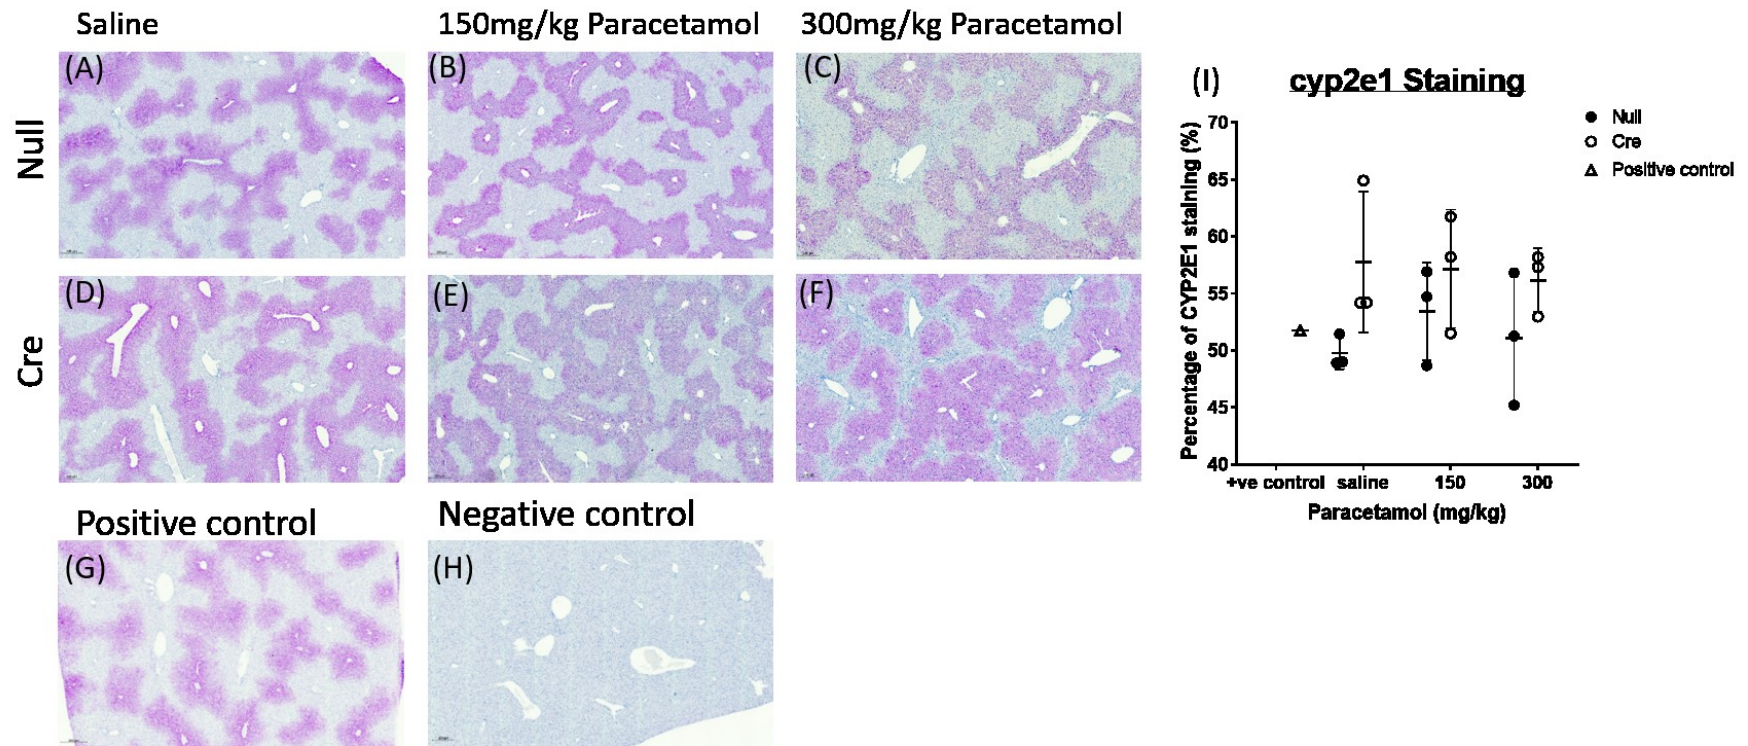 Saline
150mg/kg Paracetamol
300mg/kg Paracetamol
Null
(A)
(B)
(C)
Cre
(D)
(E)
(F)
Positive control
Negative control
(G)
(H)
(I)
cyp2e1 Staining
Null
Cre
Positive control
Percentage of CYP2E1 staining (%)
70
65
60
55
50
45
40
+ve control saline 150 300
Paracetamol (mg/kg)